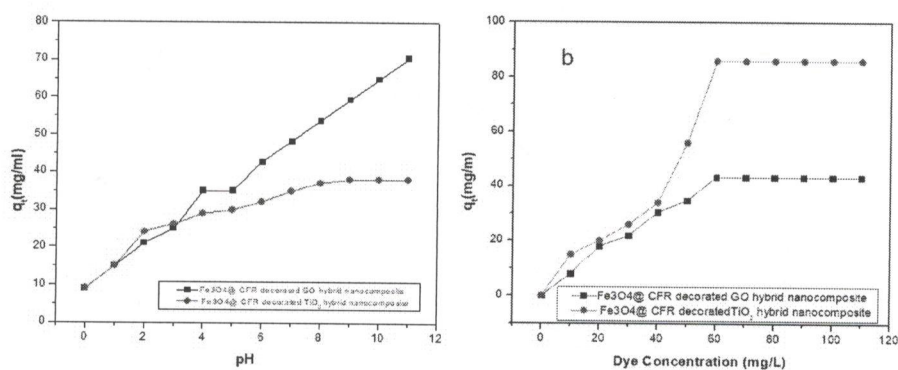 80
70
60
50
40
30
20
10
0
q_t(mg/ml)
0 2 4 6 8 10 12
pH
Fe3O4@ CFR decorated GO hybrid nanocomposite
Fe3O4@ CFR decorated TiO₂ hybrid nanocomposite
b
100
80
60
40
20
0
q_t(mg/m)
0 20 40 60 80 100 120
Dye Concentration (mg/L)
Fe3O4@ CFR decorated GO hybrid nanocomposite
Fe3O4@ CFR decoratedTiO₂ hybrid nanocomposite